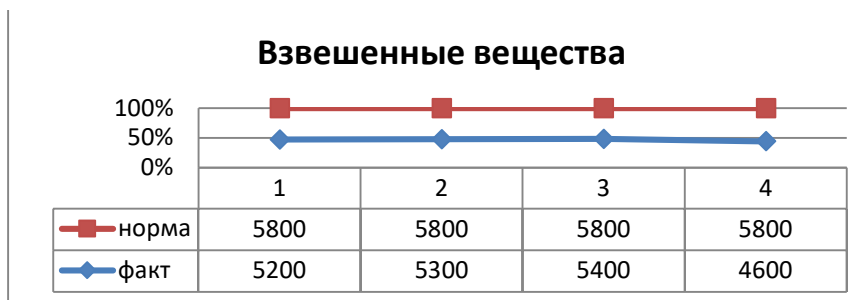 Взвешенные вещества
100%
50%
0%
1 2 3 4
норма 5800 5800 5800 5800
факт 5200 5300 5400 4600